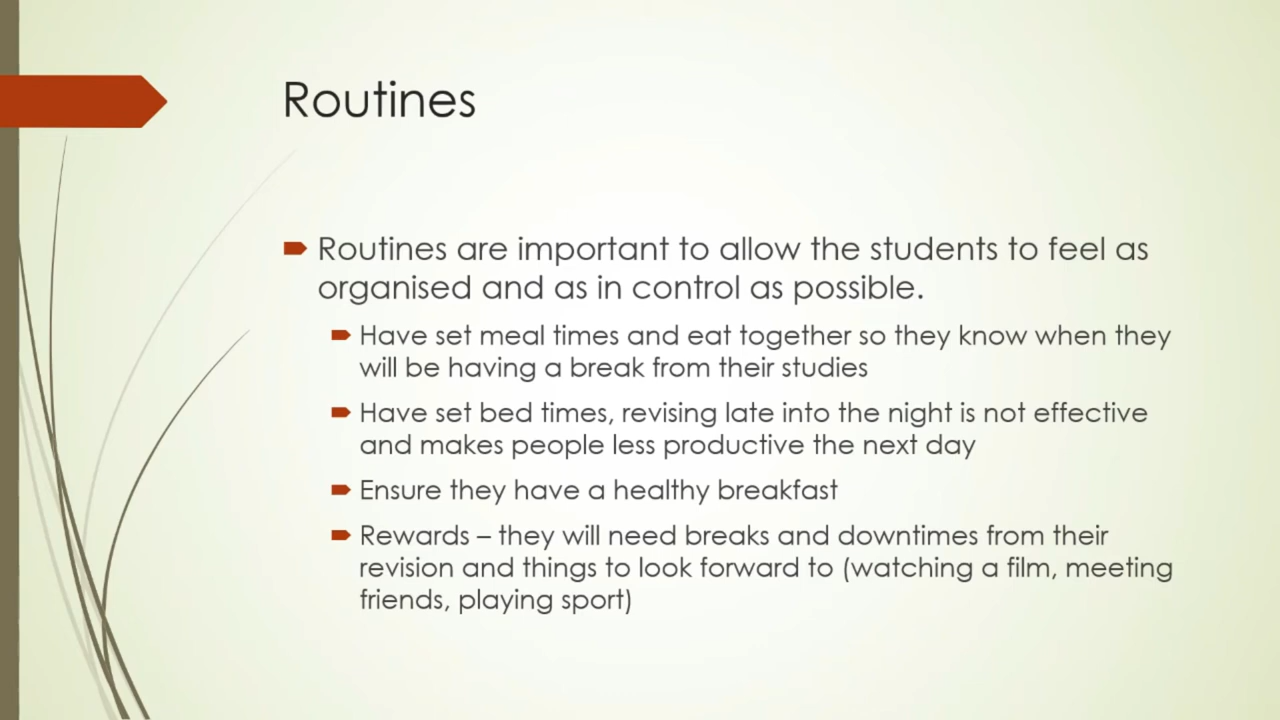 Routines
Routines are important to allow the students to feel as
organised and as in control as possible.
Have set meal times and eat together so they know when they
will be having a break from their studies
Have set bed times, revising late into the night is not effective
and makes people less productive the next day
Ensure they have a healthy breakfast
Rewards – they will need breaks and downtimes from their
revision and things to look forward to (watching a film, meeting
friends, playing sport)